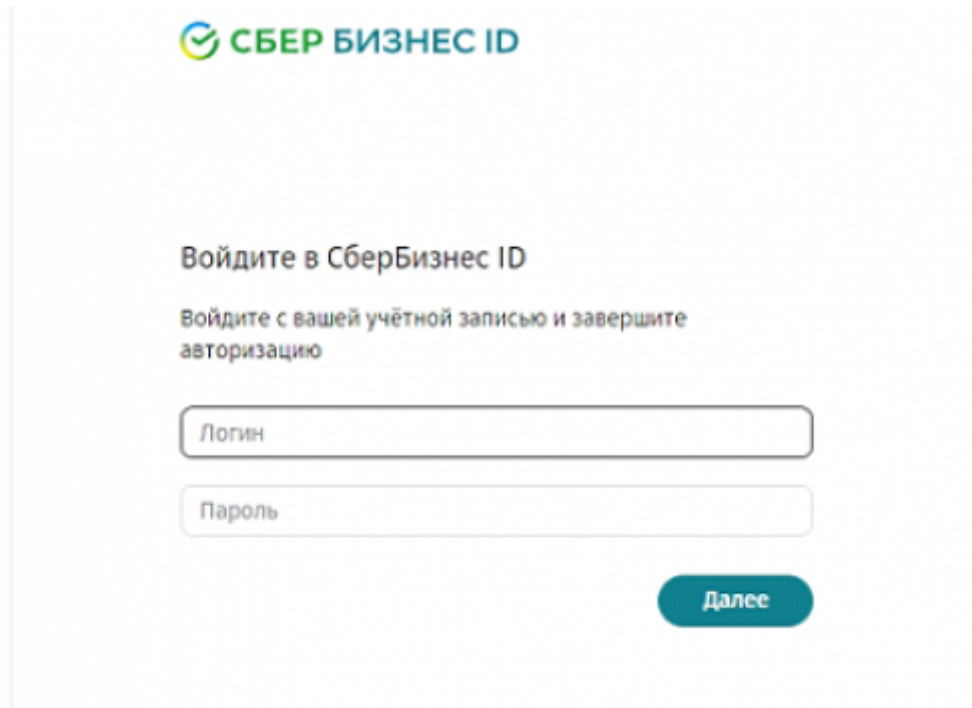 СБЕР БИЗНЕС ID
Войдите в СберБизнес ID
Войдите с вашей учётной записью и завершите
авторизацию
Логин
Пароль
Далее